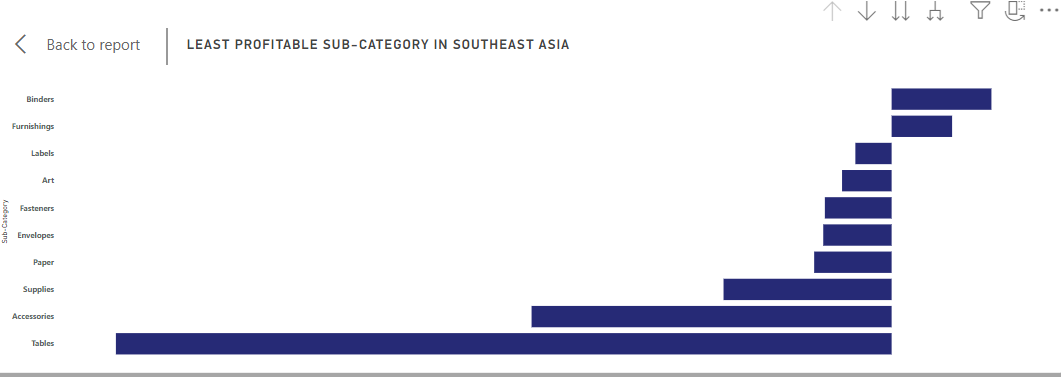 Back to report
LEAST PROFITABLE SUB-CATEGORY IN SOUTHEAST ASIA
Sub-Category
Binders
Furnishings
Labels
Art
Fasteners
Envelopes
Paper
Supplies
Accessories
Tables